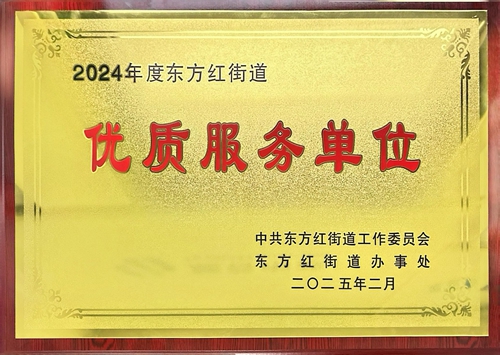 2024年度东方红街道
优质服务单位
中共东方红街道工作委员会
东方红街道办事处
二〇二五年二月